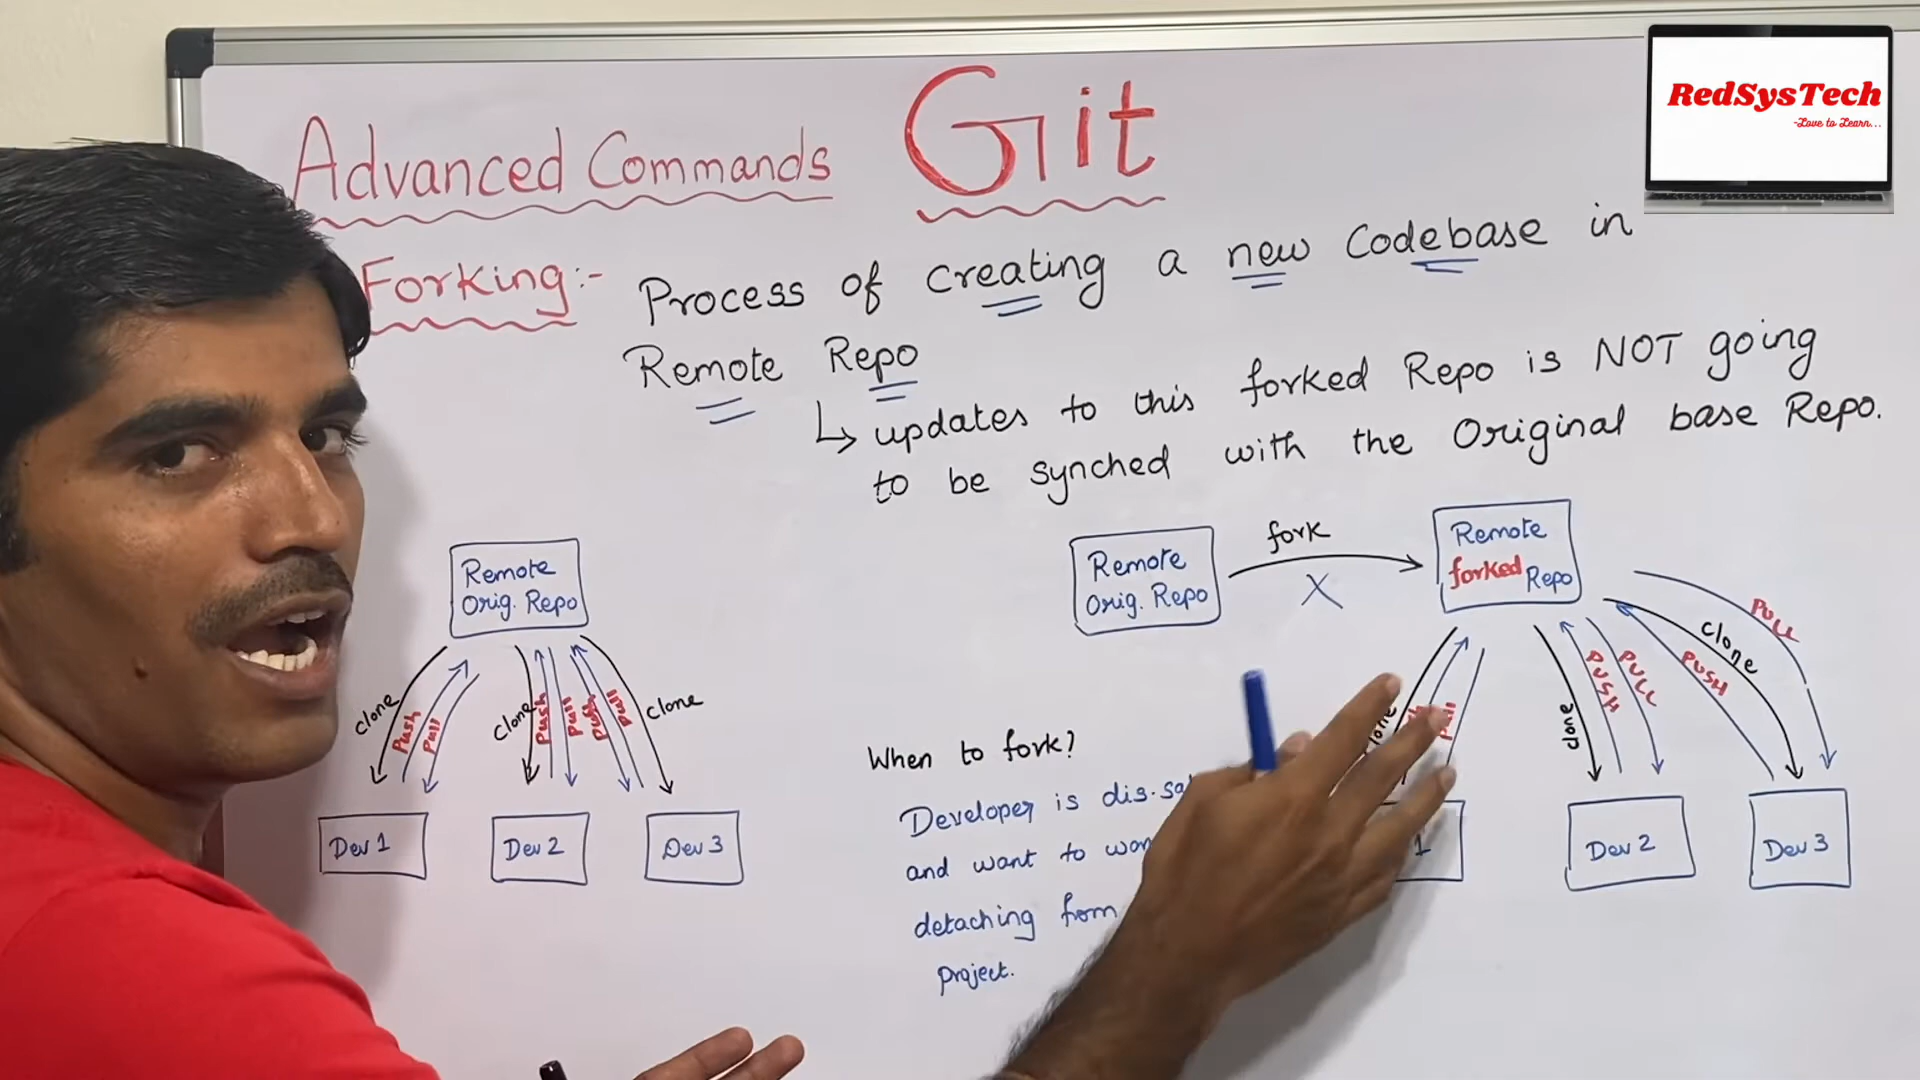 RedSysTech
-Love to Learn...
Advanced Commands Git
Forking:- Process of creating a new Codebase in
Remote Repo
↳ updates to this forked Repo is NOT going
to be synched with the Original base Repo.
Remote
Orig. Repo
clone
Push
Pull
clone
Push
Pull
Push
Pull
clone
Dev 1
Dev 2
Dev 3
Remote
Orig. Repo
fork
X
Remote
forked Repo
Pull
clone
PUSH
PULL
PUSH
clone
PULL
1
Dev 2
Dev 3
When to fork?
Developer is
and want to
detaching from
project.